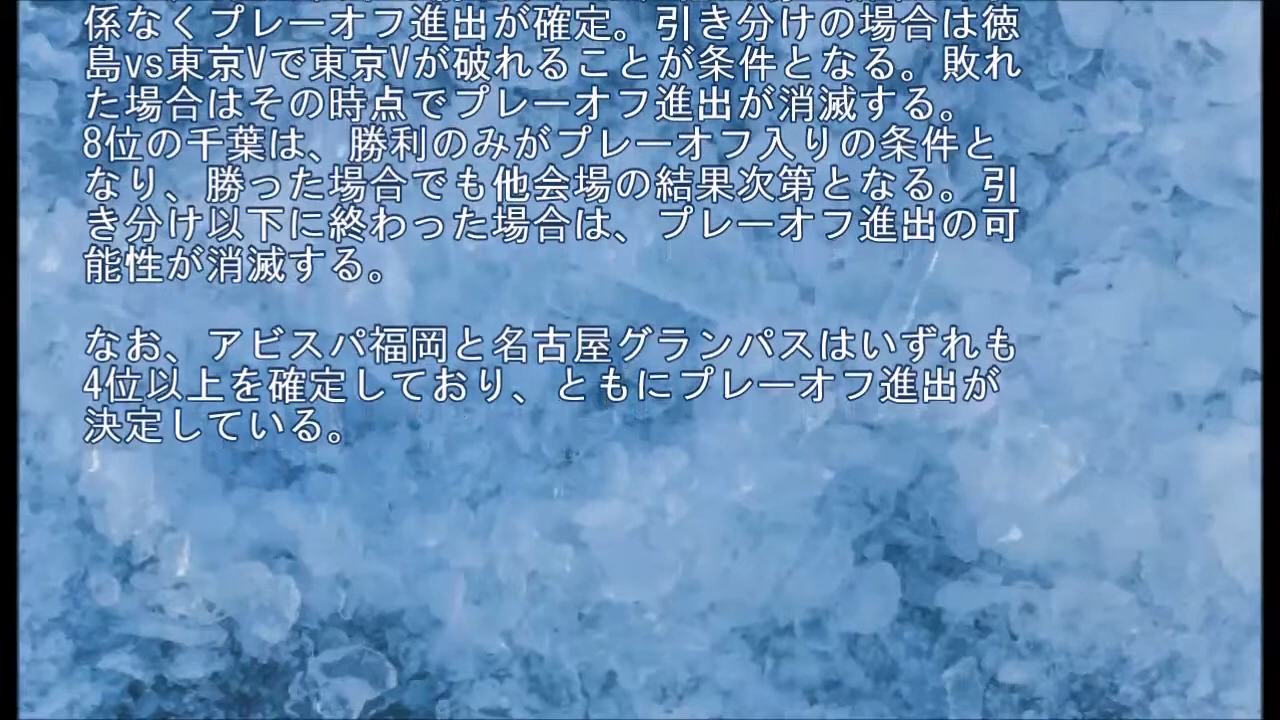 係なくプレーオフ進出が確定。引き分けの場合は徳
島vs東京Vで東京Vが破れることが条件となる。敗れ
た場合はその時点でプレーオフ進出が消滅する。
8位の千葉は、勝利のみがプレーオフ入りの条件と
なり、勝った場合でも他会場の結果次第となる。引
き分け以下に終わった場合は、プレーオフ進出の可
能性が消滅する。
なお、アビスパ福岡と名古屋グランパスはいずれも
4位以上を確定しており、ともにプレーオフ進出が
決定している。